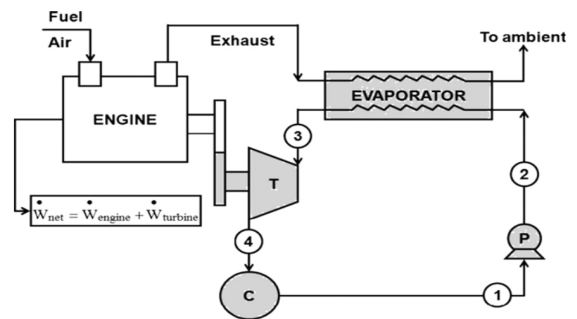 Fuel
Air
Exhaust
To ambient
EVAPORATOR
ENGINE
3
T
2
Ẇnet = Ẇengine + Ẇturbine
4
P
C
1